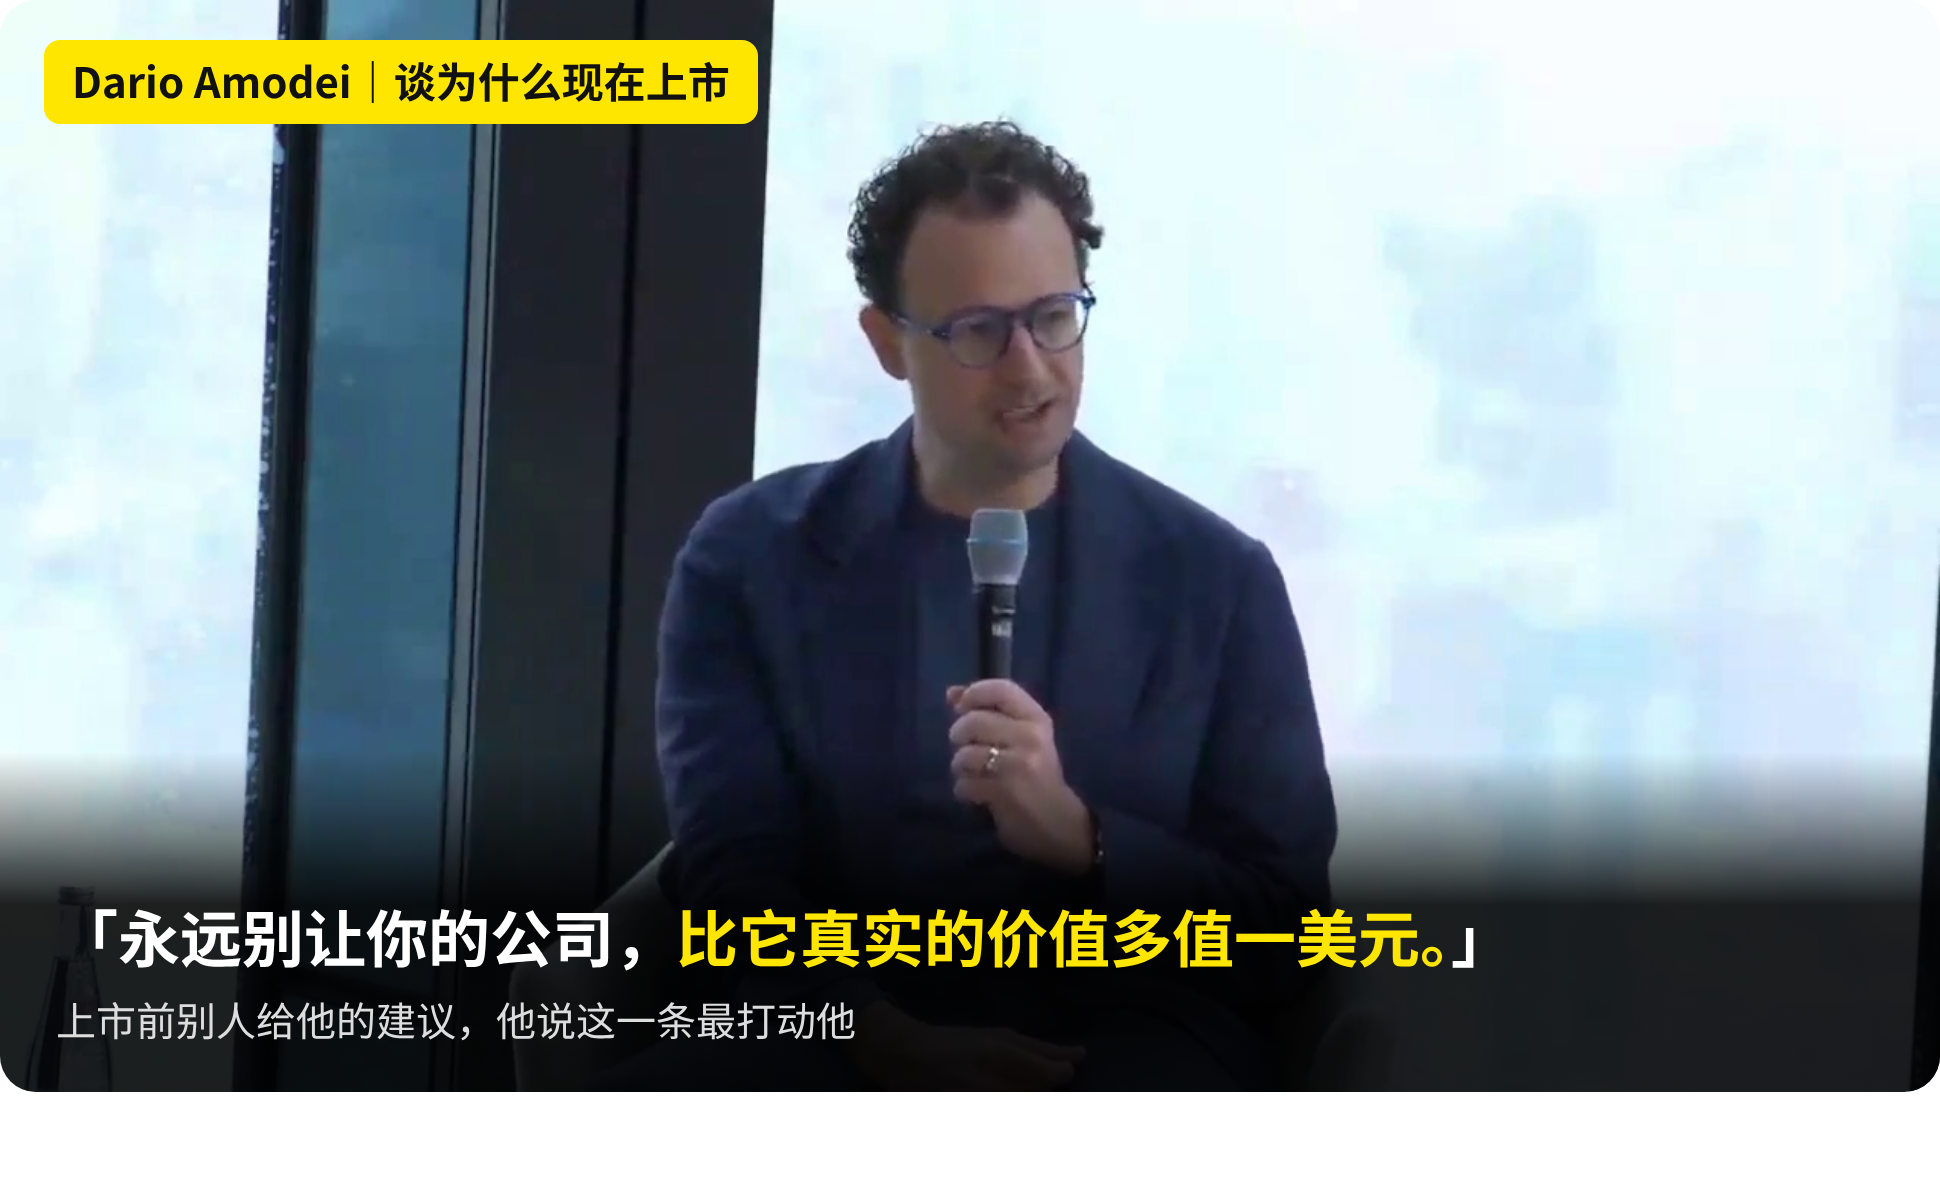 Dario Amodei｜谈为什么现在上市
「永远别让你的公司，比它真实的价值多值一美元。」
上市前别人给他的建议，他说这一条最打动他